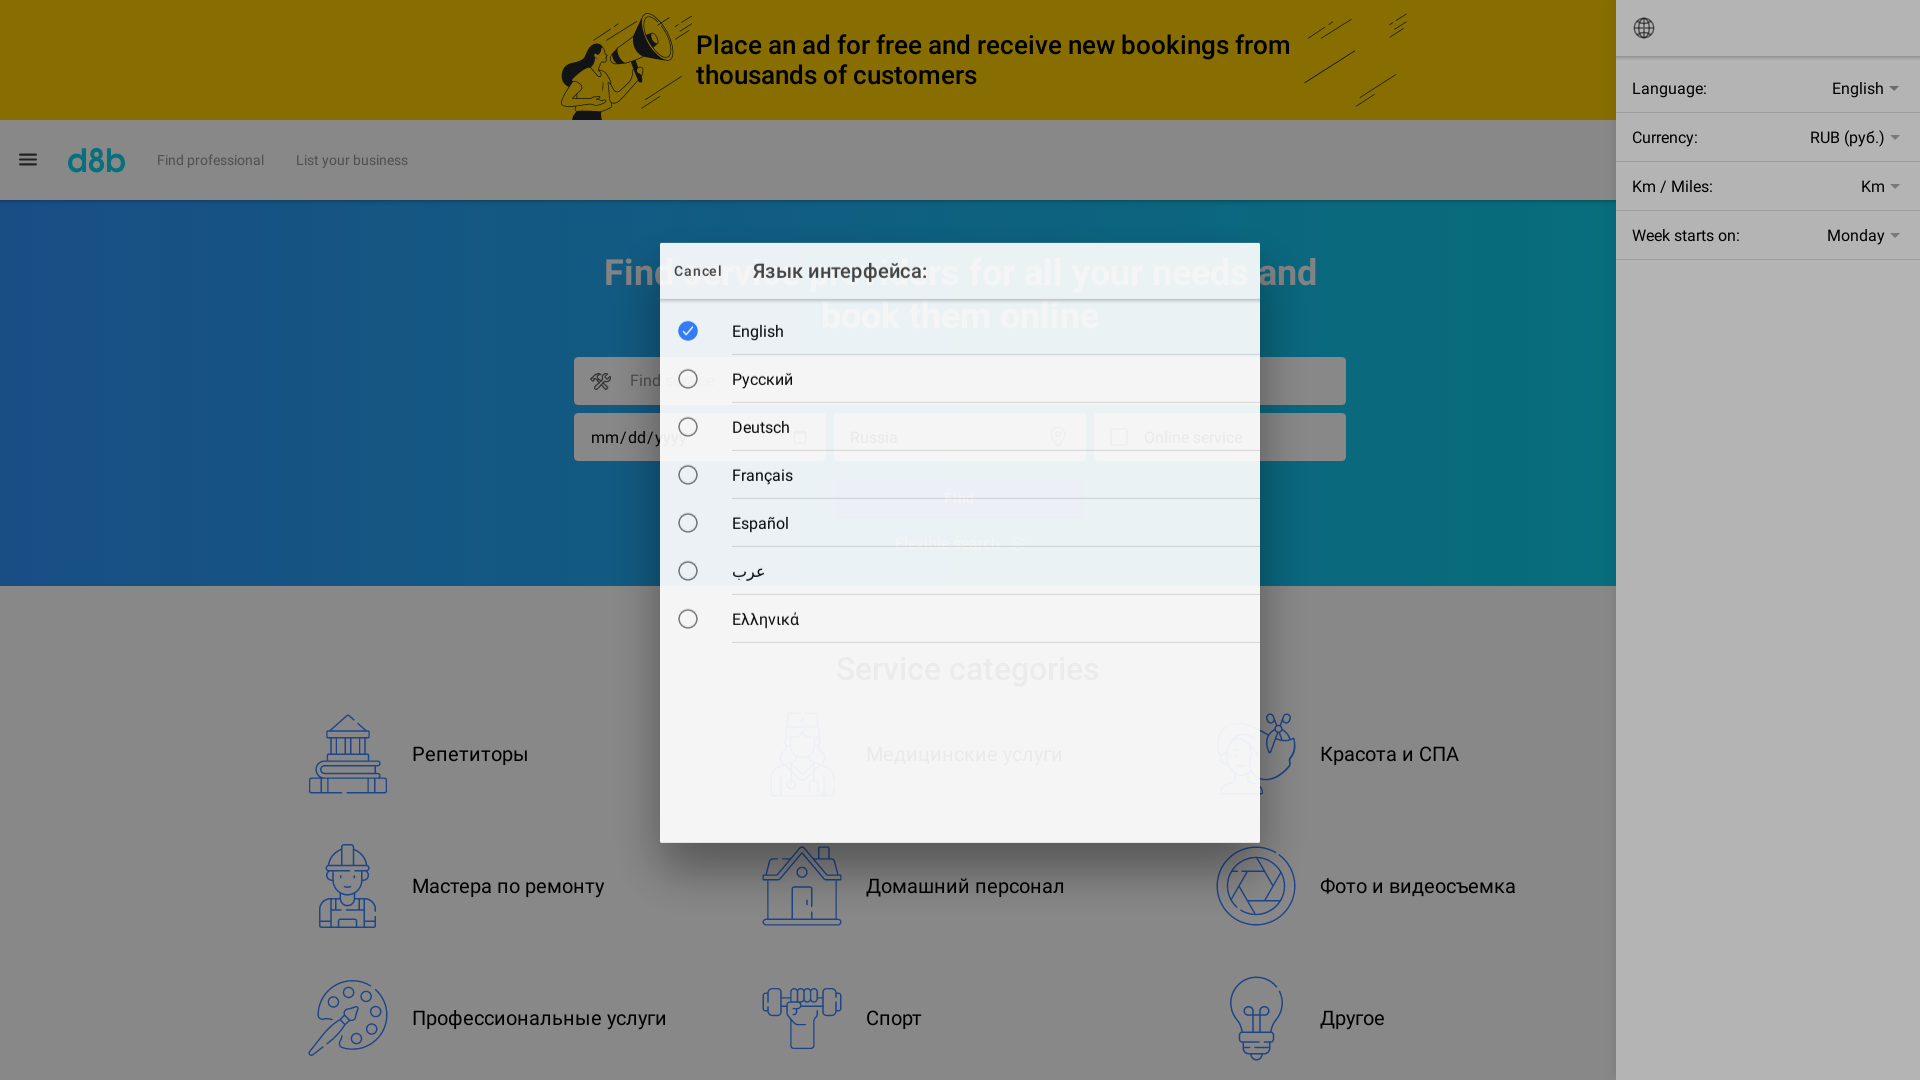 Place an ad for free and receive new bookings from
thousands of customers
d8b
Find professional
List your business
Language:
English
Currency:
RUB (руб.)
Km / Miles:
Km
Week starts on:
Monday
Find service providers for all your needs and
book them online
Find
mm/dd/yyyy
Russia
Online service
Find
Cancel
Язык интерфейса:
English
Русский
Deutsch
Français
Español
عرب
Ελληνικά
Service categories
Репетиторы
Медицинские услуги
Красота и СПА
Мастера по ремонту
Домашний персонал
Фото и видеосъемка
Профессиональные услуги
Спорт
Другое